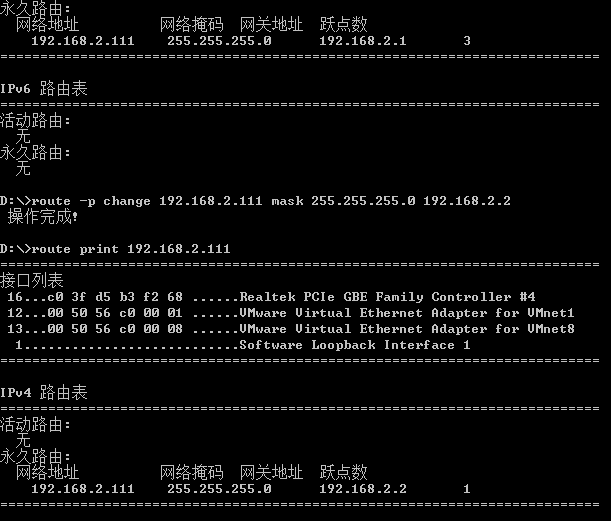 永久路由:
网络地址 网络掩码 网关地址 跃点数
192.168.2.111 255.255.255.0 192.168.2.1 3
===========================================================================
IPv6 路由表
===========================================================================
活动路由:
无
永久路由:
无
D:\>route -p change 192.168.2.111 mask 255.255.255.0 192.168.2.2
操作完成!
D:\>route print 192.168.2.111
===========================================================================
接口列表
16...c0 3f d5 b3 f2 68 ......Realtek PCIe GBE Family Controller #4
12...00 50 56 c0 00 01 ......VMware Virtual Ethernet Adapter for VMnet1
13...00 50 56 c0 00 08 ......VMware Virtual Ethernet Adapter for VMnet8
1...........................Software Loopback Interface 1
===========================================================================
IPv4 路由表
===========================================================================
活动路由:
无
永久路由:
网络地址 网络掩码 网关地址 跃点数
192.168.2.111 255.255.255.0 192.168.2.2 1
===========================================================================